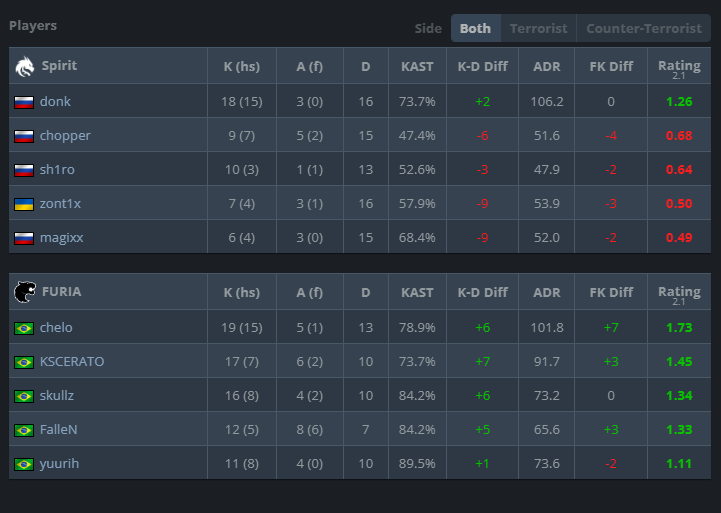 Players Side Both Terrorist Counter-Terrorist
Spirit K (hs) A (f) D KAST K-D Diff ADR FK Diff Rating 2.1
donk 18 (15) 3 (0) 16 73.7% +2 106.2 0 1.26
chopper 9 (7) 5 (2) 15 47.4% -6 51.6 -4 0.68
sh1ro 10 (3) 1 (1) 13 52.6% -3 47.9 -2 0.64
zont1x 7 (4) 3 (1) 16 57.9% -9 53.9 -3 0.50
magixx 6 (4) 3 (0) 15 68.4% -9 52.0 -2 0.49
FURIA K (hs) A (f) D KAST K-D Diff ADR FK Diff Rating 2.1
chelo 19 (15) 5 (1) 13 78.9% +6 101.8 +7 1.73
KSCERATO 17 (7) 6 (2) 10 73.7% +7 91.7 +3 1.45
skullz 16 (8) 4 (2) 10 84.2% +6 73.2 0 1.34
FalleN 12 (5) 8 (6) 7 84.2% +5 65.6 +3 1.33
yuurih 11 (8) 4 (0) 10 89.5% +1 73.6 -2 1.11